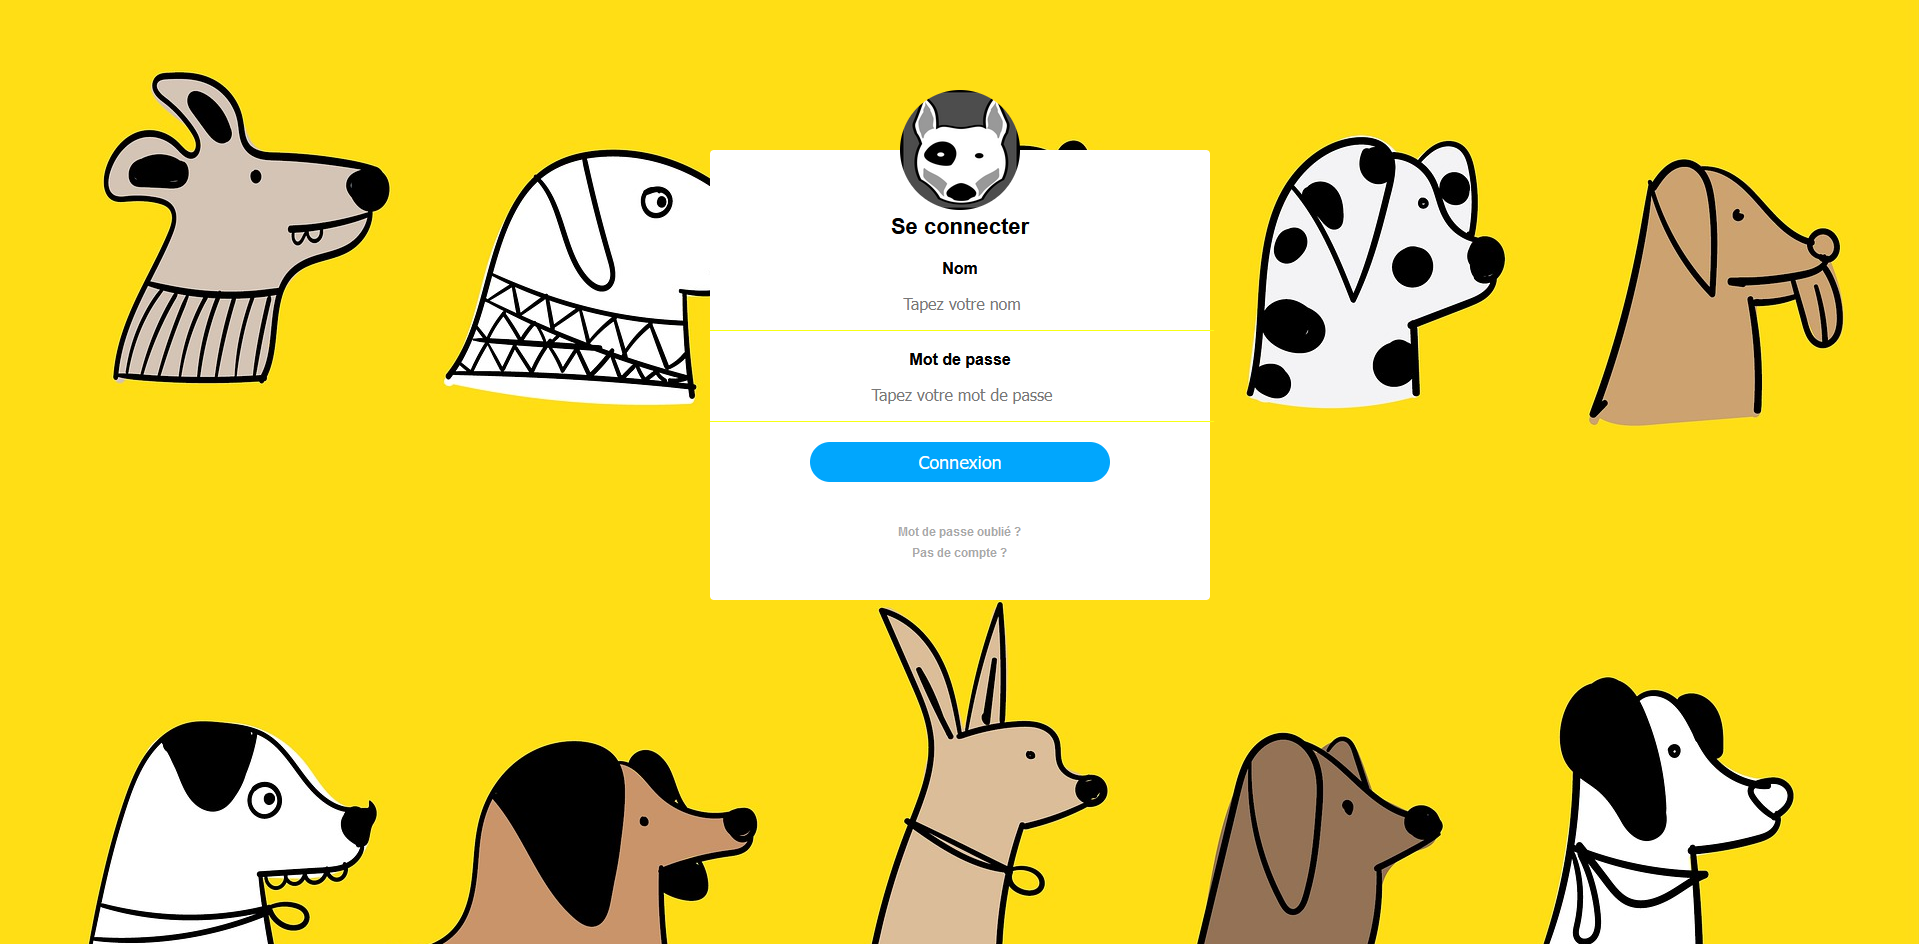 Se connecter
Nom
Tapez votre nom
Mot de passe
Tapez votre mot de passe
Connexion
Mot de passe oublié ?
Pas de compte ?